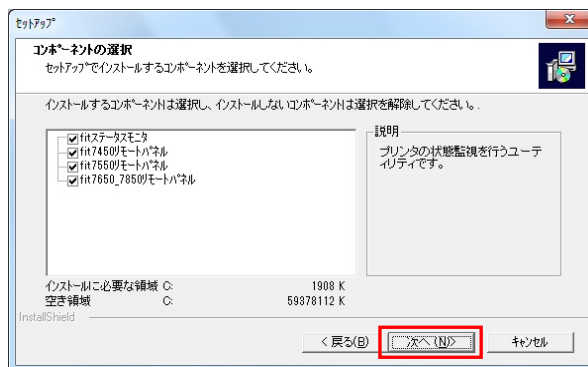 セットアップ
コンポーネントの選択
セットアップでインストールするコンポーネントを選択してください。
インストールするコンポーネントは選択し、インストールしないコンポーネントは選択を解除してください。.
fitステータスモニタ
fit7450リモートパネル
fit7550リモートパネル
fit7650_7850リモートパネル
説明
プリンタの状態監視を行うユーティリティです。
インストールに必要な領域 C: 1908 K
空き領域 C: 59378112 K
InstallShield
< 戻る(B) 次へ (N)> キャンセル